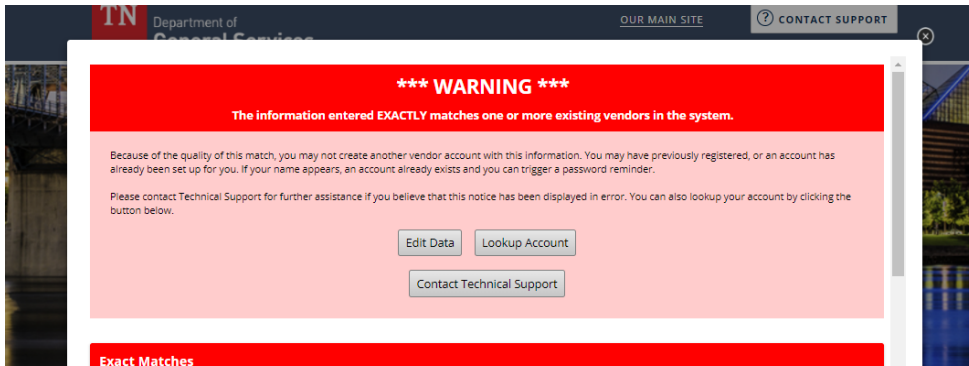 TN
Department of
General Services
OUR MAIN SITE
? CONTACT SUPPORT
*** WARNING ***
The information entered EXACTLY matches one or more existing vendors in the system.
Because of the quality of this match, you may not create another vendor account with this information. You may have previously registered, or an account has
already been set up for you. If your name appears, an account already exists and you can trigger a password reminder.
Please contact Technical Support for further assistance if you believe that this notice has been displayed in error. You can also lookup your account by clicking the
button below.
Edit Data
Lookup Account
Contact Technical Support
Exact Matches